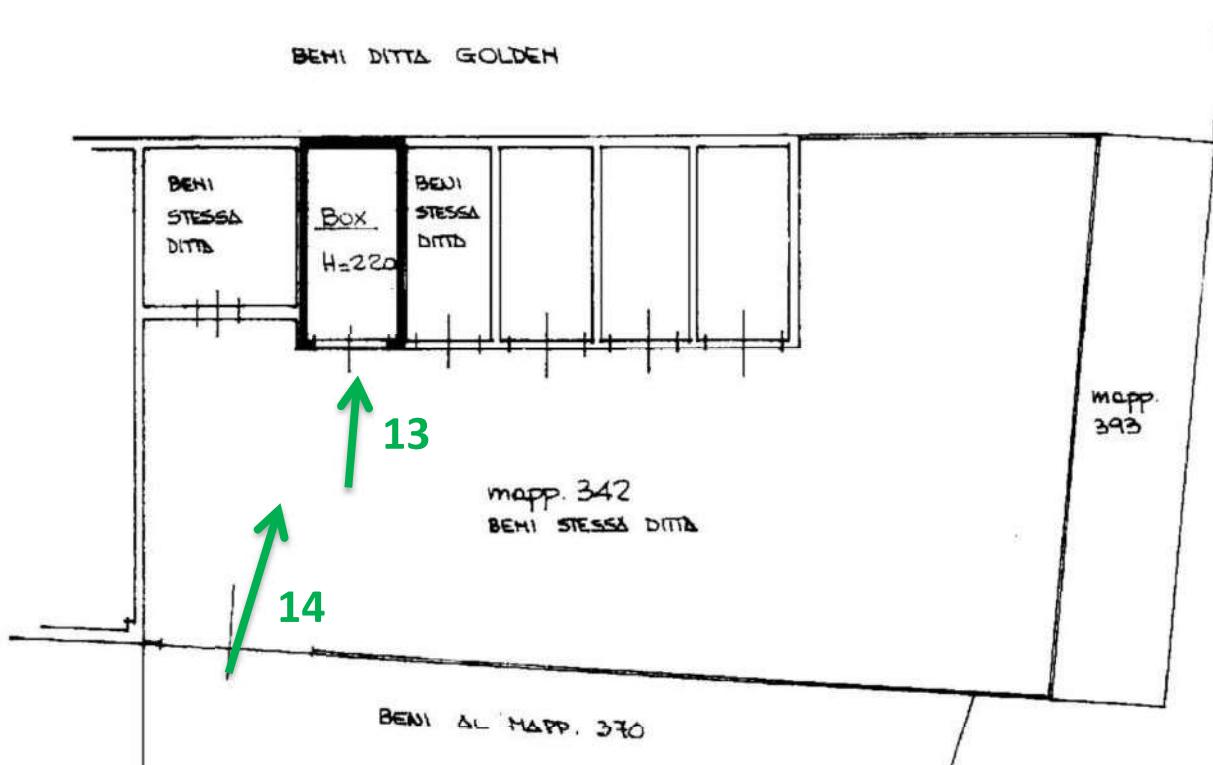 BENI DITTA GOLDEN
BENI
STESSA
DITTA
Box
H=220
BENI
STESSA
DITTA
mapp.
393
13
mapp. 342
BENI STESSA DITTA
14
BENI AL MAPP. 370